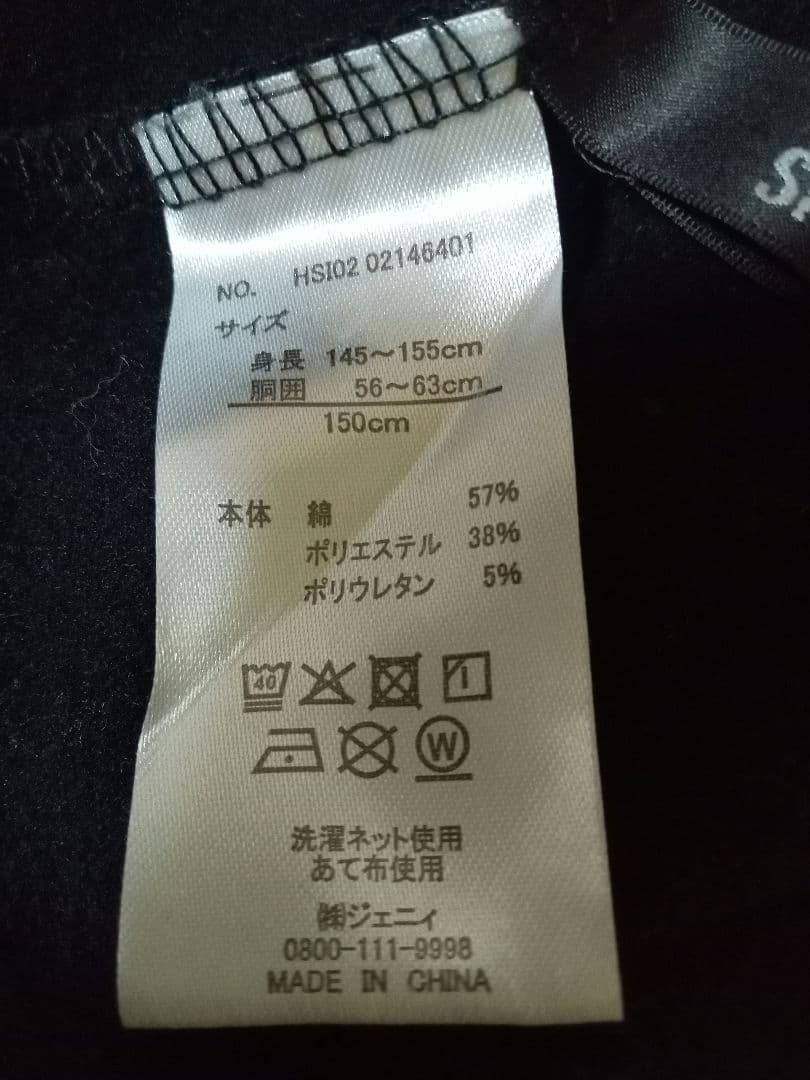 NO. HSI02 02146401
サイズ
身長 145～155cm
胴囲 56～63cm
150cm
本体 綿 57%
ポリエステル 38%
ポリウレタン 5%
40
W
洗濯ネット使用
あて布使用
㈱ジェニィ
0800-111-9998
MADE IN CHINA